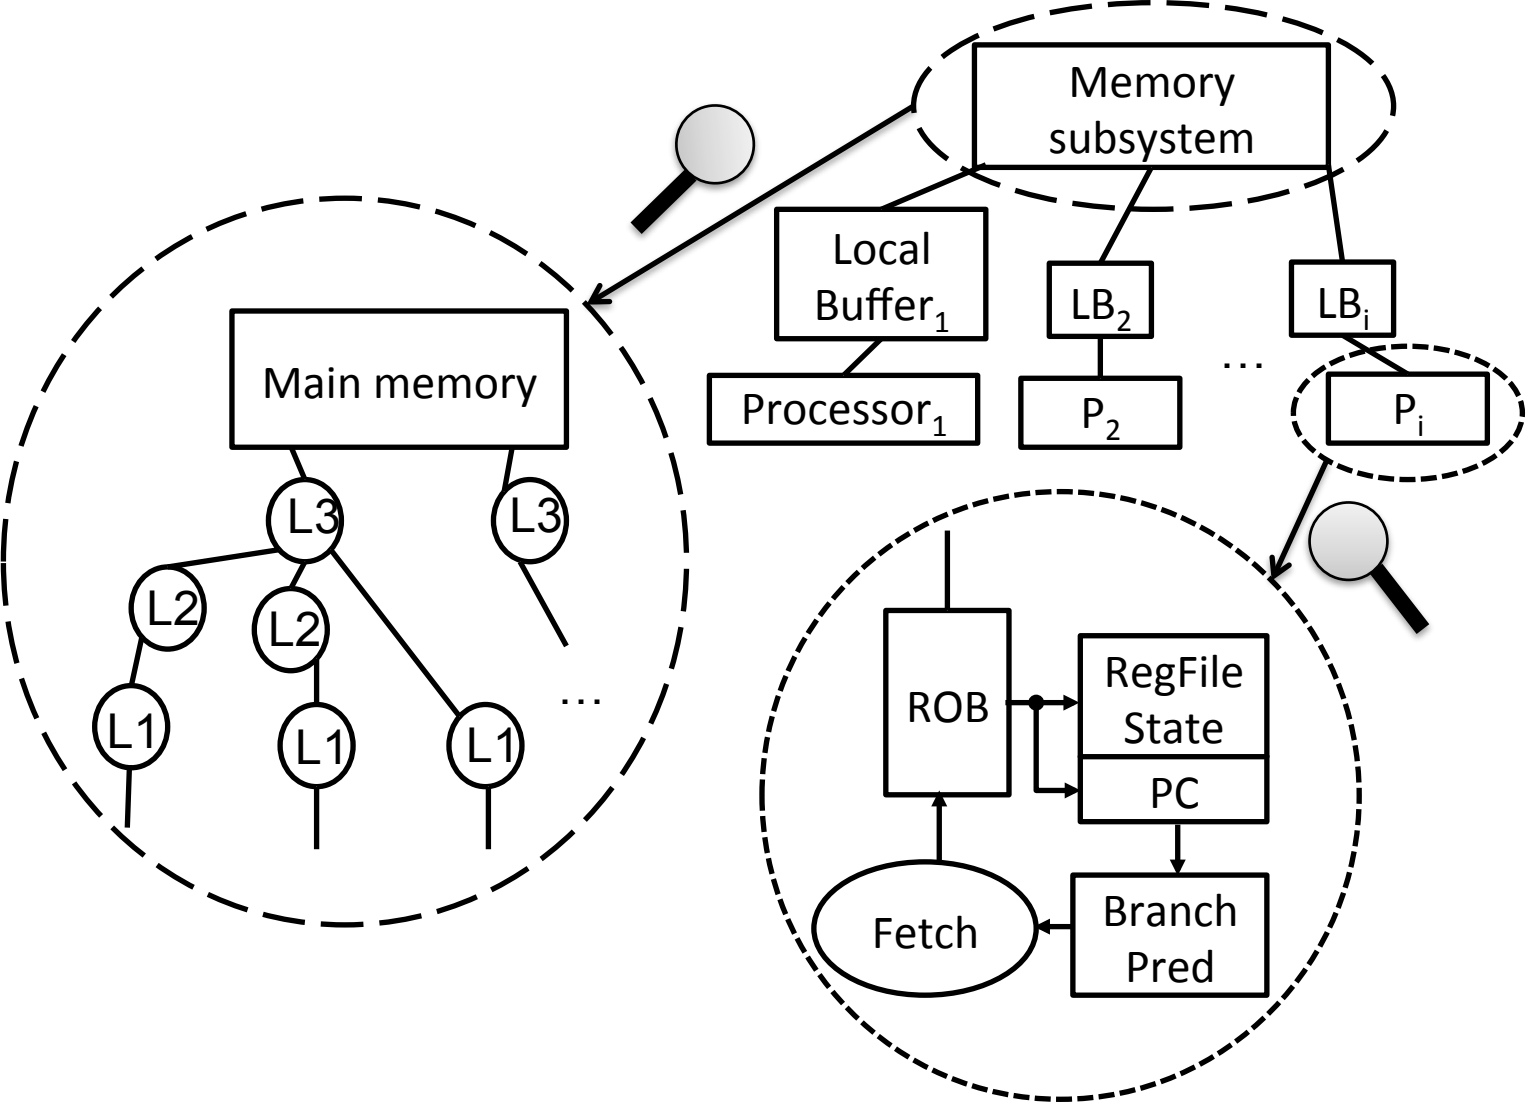 Memory
subsystem
Local
Buffer1
LB2
LBi
...
Processor1
P2
Pi
Main memory
L3
L3
L2
L2
L1
L1
L1
...
ROB
RegFile
State
PC
Fetch
Branch
Pred